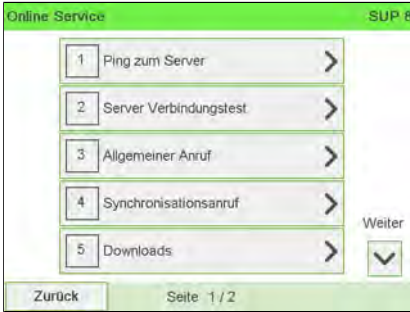 Online Service SUP 8
1 Ping zum Server
2 Server Verbindungstest
3 Allgemeiner Anruf
4 Synchronisationsanruf
Weiter
5 Downloads
Zurück Seite 1 / 2